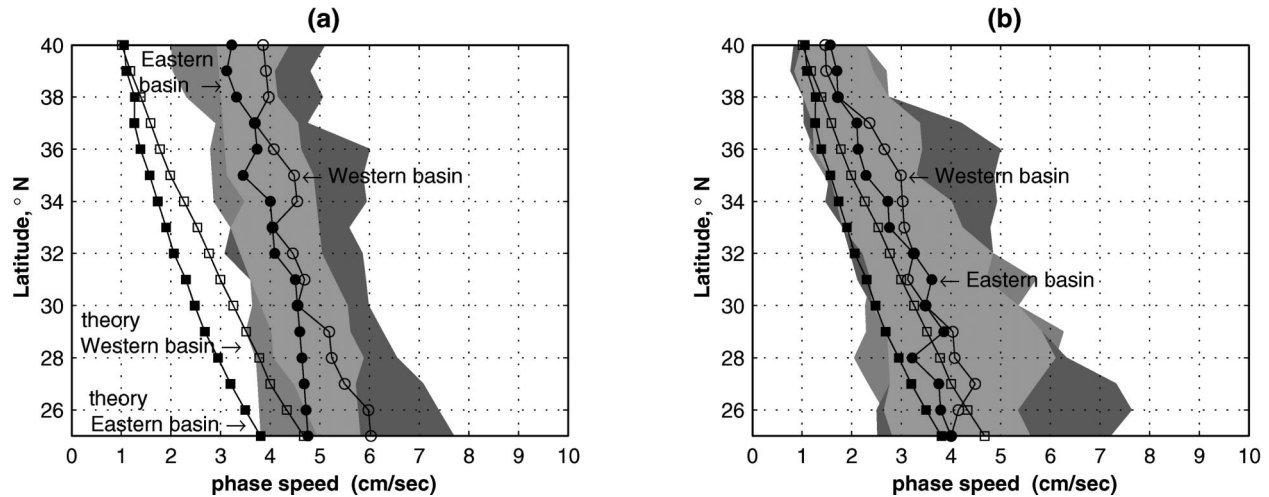 (a)
40
38
36
34
32
30
28
26
Latitude, ° N
Eastern
basin →
← Western basin
theory
Western basin →
theory
Eastern basin →
0 1 2 3 4 5 6 7 8 9 10
phase speed (cm/sec)
(b)
40
38
36
34
32
30
28
26
Latitude, ° N
← Western basin
← Eastern basin
0 1 2 3 4 5 6 7 8 9 10
phase speed (cm/sec)